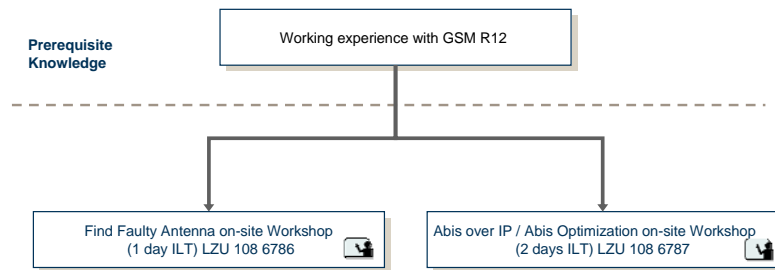 Working experience with GSM R12
Prerequisite
Knowledge
Find Faulty Antenna on-site Workshop
(1 day ILT) LZU 108 6786
Abis over IP / Abis Optimization on-site Workshop
(2 days ILT) LZU 108 6787